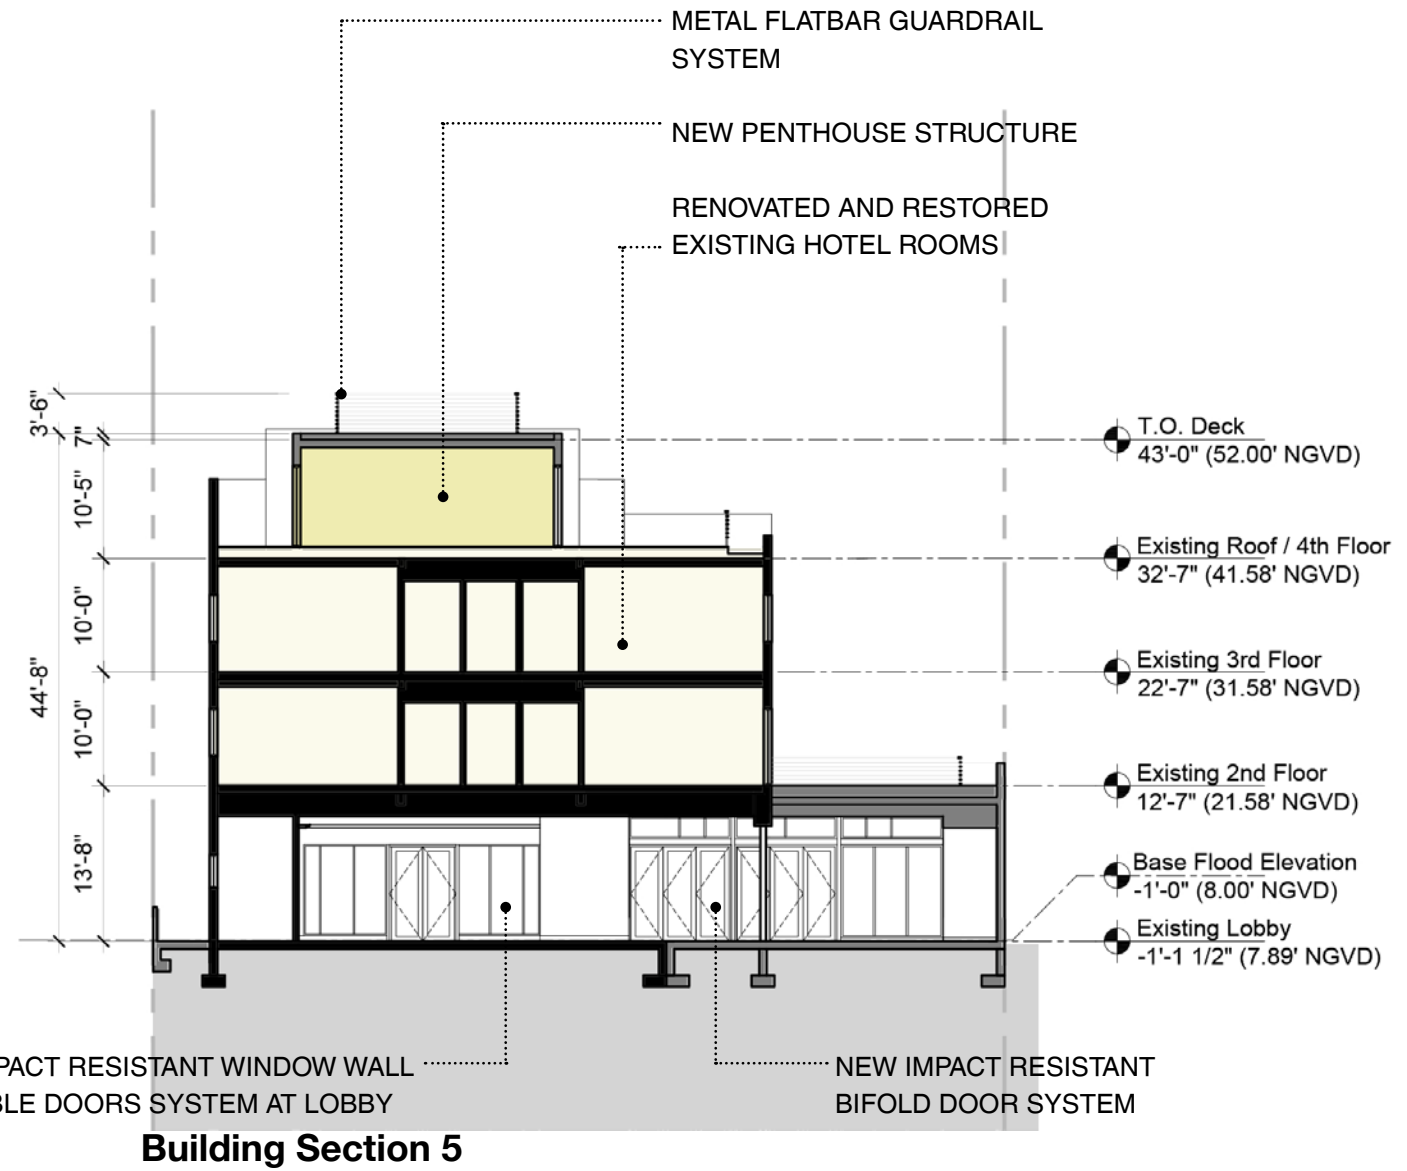 METAL FLATBAR GUARDRAIL
SYSTEM
NEW PENTHOUSE STRUCTURE
RENOVATED AND RESTORED
EXISTING HOTEL ROOMS
3'-6"
7"
10'-5"
10'-0"
44'-8"
10'-0"
13'-8"
T.O. Deck
43'-0" (52.00' NGVD)
Existing Roof / 4th Floor
32'-7" (41.58' NGVD)
Existing 3rd Floor
22'-7" (31.58' NGVD)
Existing 2nd Floor
12'-7" (21.58' NGVD)
Base Flood Elevation
-1'-0" (8.00' NGVD)
Existing Lobby
-1'-1 1/2" (7.89' NGVD)
PACT RESISTANT WINDOW WALL
BLE DOORS SYSTEM AT LOBBY
NEW IMPACT RESISTANT
BIFOLD DOOR SYSTEM
Building Section 5